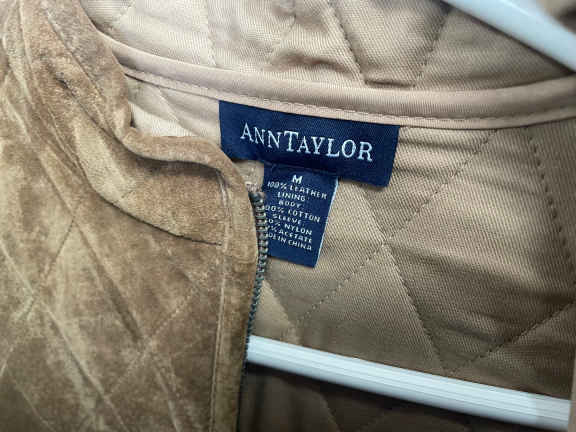 ANNTAYLOR
M
100% LEATHER
LINING
BODY
100% COTTON
SLEEVE
NYLON
ACETATE
IN CHINA